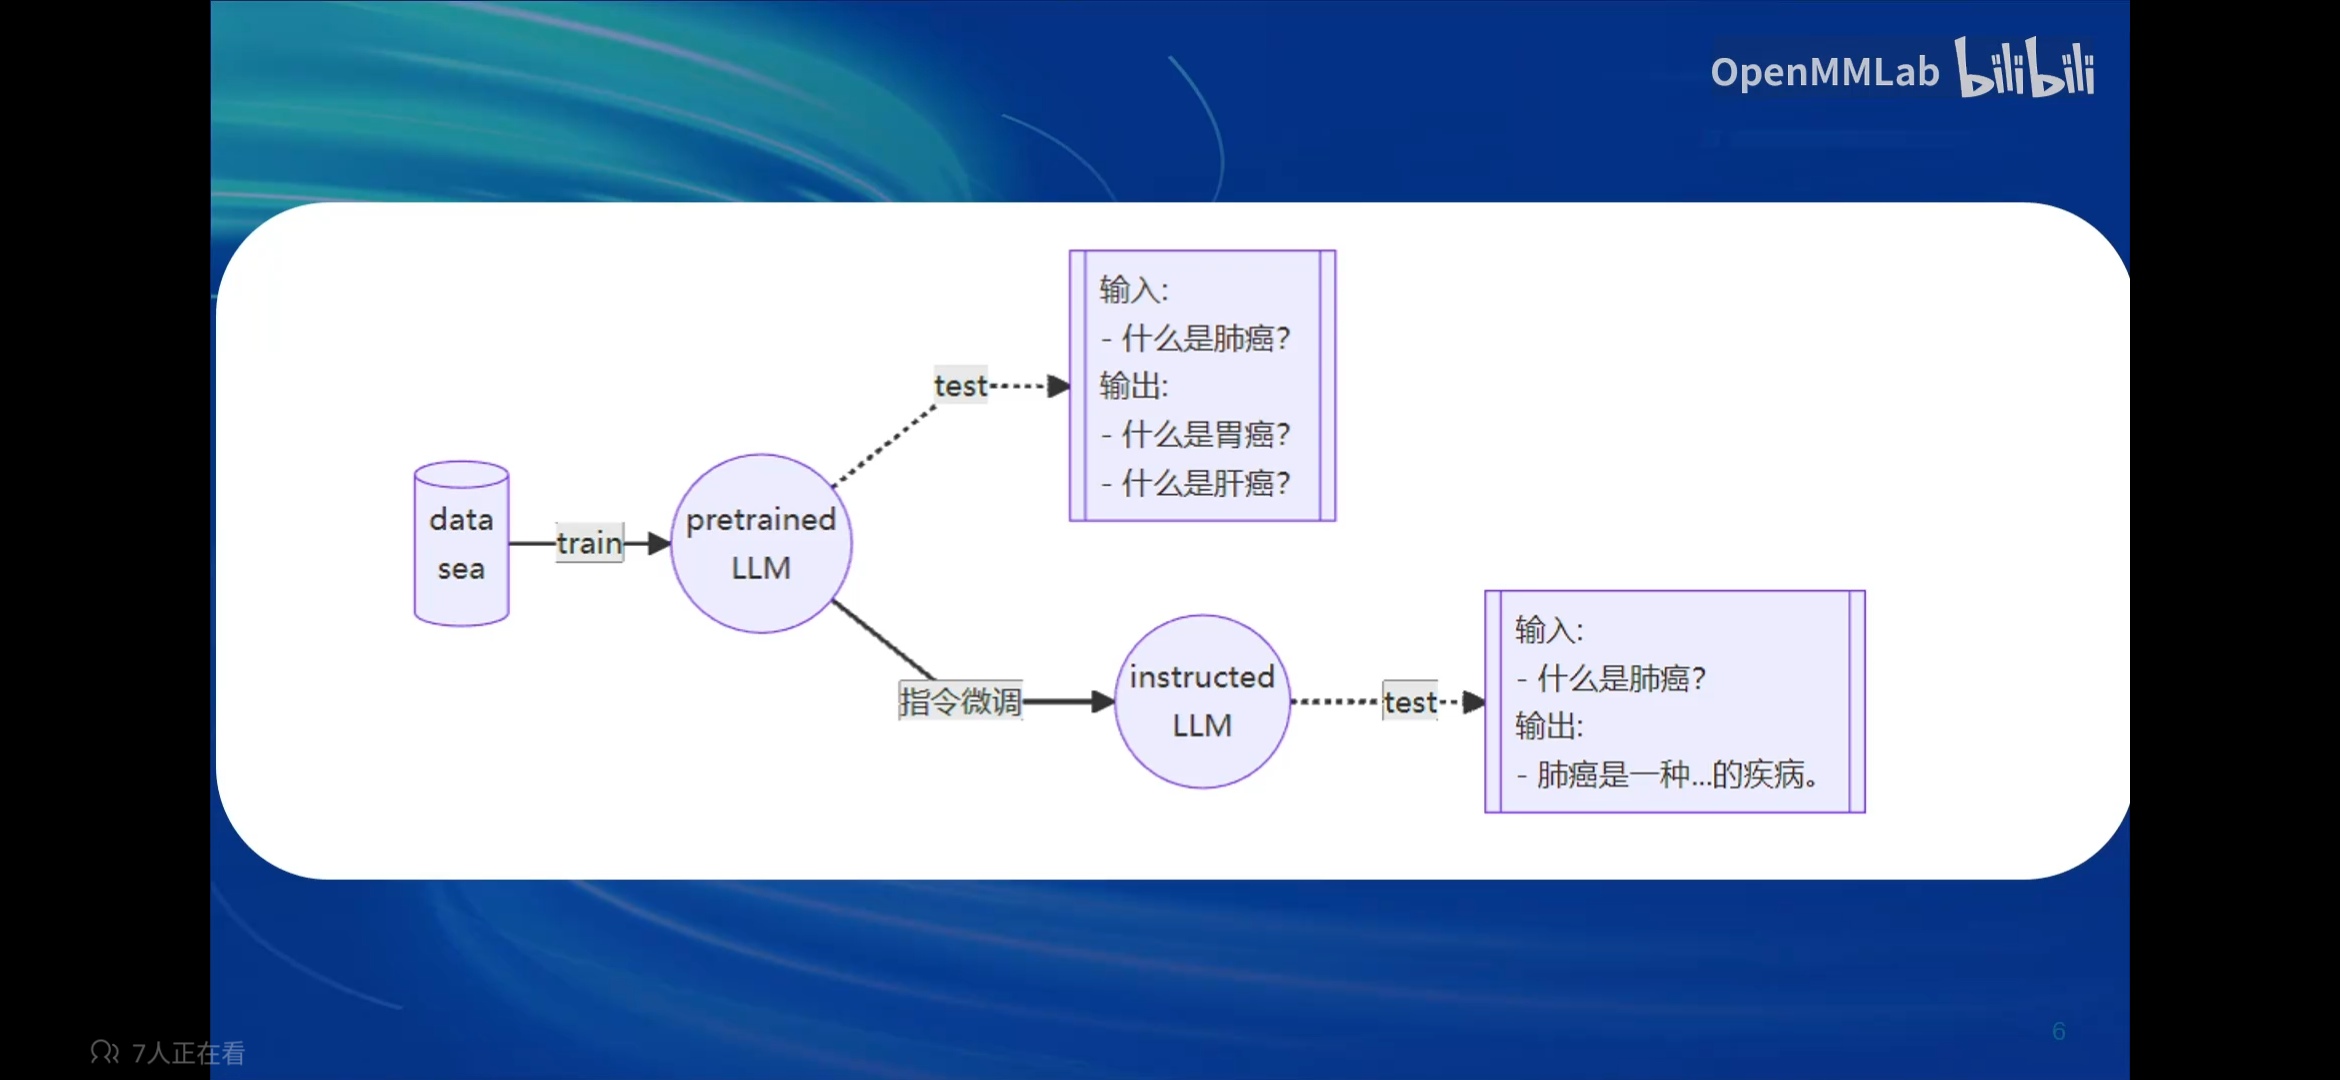 OpenMMLab bilibili
输入:
- 什么是肺癌?
输出:
- 什么是胃癌?
- 什么是肝癌?
test
data
sea
train
pretrained
LLM
指令微调
instructed
LLM
test
输入:
- 什么是肺癌?
输出:
- 肺癌是一种...的疾病。
6
7人正在看